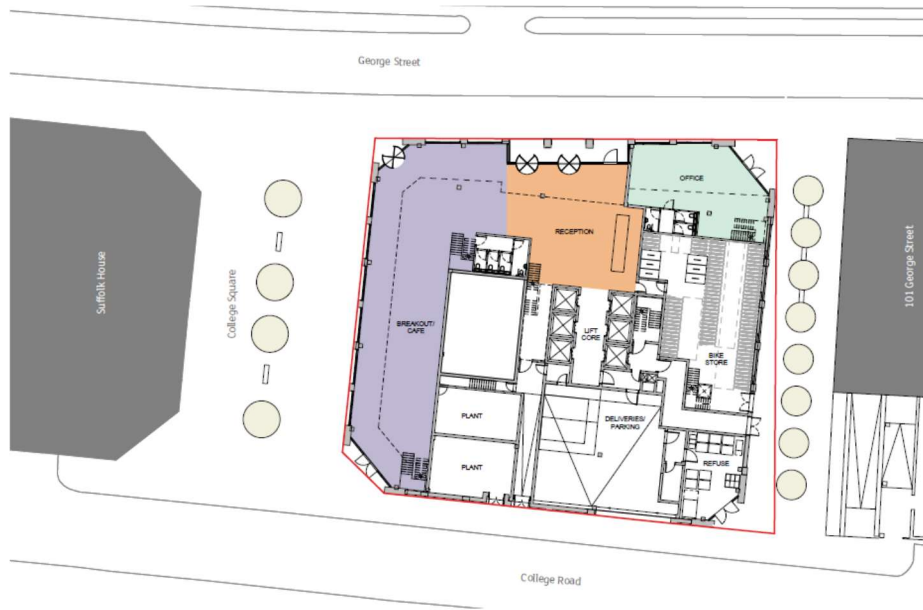 George Street
OFFICE
Suffolk House
College Square
RECEPTION
101 George Street
BREAKOUT/
CAFE
LIFT
CORE
BIKE
STORE
PLANT
DELIVERIES/
PARKING
PLANT
REFUSE
College Road